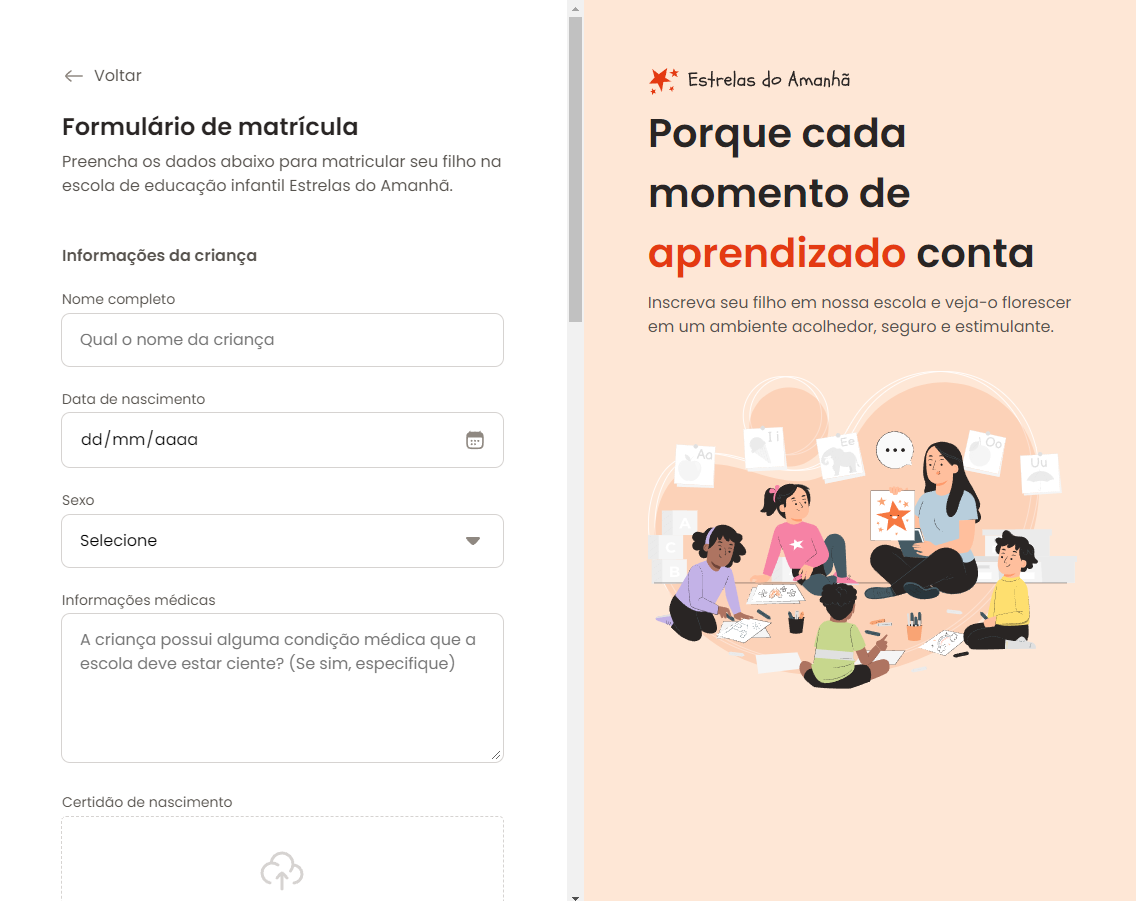 Voltar
Formulário de matrícula
Preencha os dados abaixo para matricular seu filho na
escola de educação infantil Estrelas do Amanhã.
Informações da criança
Nome completo
Qual o nome da criança
Data de nascimento
dd/mm/aaaa
Sexo
Selecione
Informações médicas
A criança possui alguma condição médica que a
escola deve estar ciente? (Se sim, especifique)
Certidão de nascimento
Estrelas do Amanhã
Porque cada
momento de
aprendizado conta
Inscreva seu filho em nossa escola e veja-o florescer
em um ambiente acolhedor, seguro e estimulante.
Aa
Ii
Ee
Oo
Uu
A
C
B